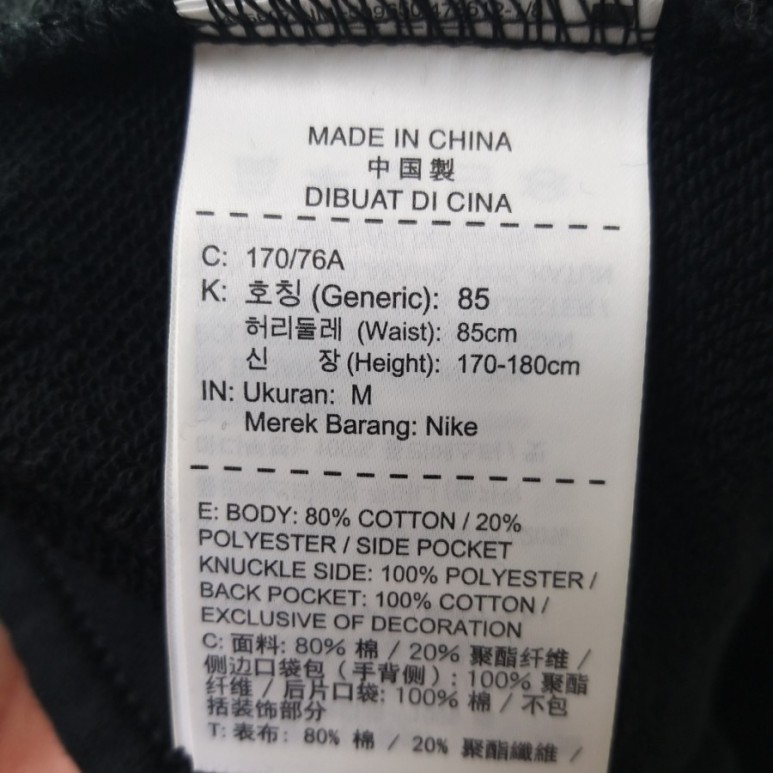 MADE IN CHINA
中国製
DIBUAT DI CINA
C: 170/76A
K: 호칭 (Generic): 85
허리둘레 (Waist): 85cm
신 장 (Height): 170-180cm
IN: Ukuran: M
Merek Barang: Nike
E: BODY: 80% COTTON / 20%
POLYESTER / SIDE POCKET
KNUCKLE SIDE: 100% POLYESTER /
BACK POCKET: 100% COTTON /
EXCLUSIVE OF DECORATION
C: 面料: 80% 棉 / 20% 聚酯纤维 /
侧边口袋包 (手背侧) : 100% 聚酯
纤维 / 后片口袋: 100% 棉 / 不包
括装饰部分
T: 表布: 80% 棉 / 20% 聚酯纖維 /